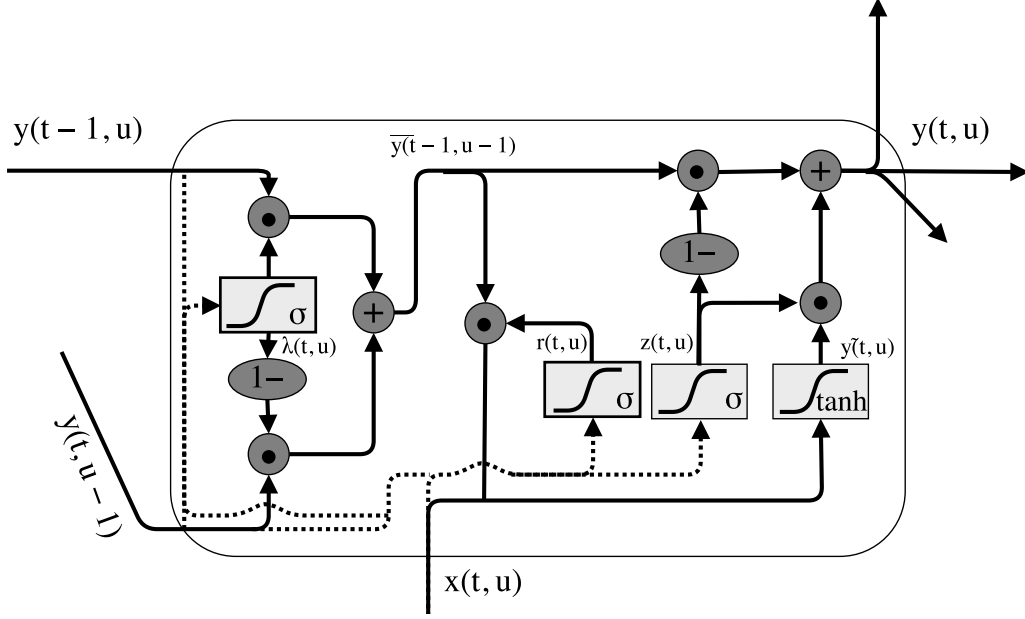 y(t−1,u)
y(t−1,u−1)
y(t,u)
1−
+
σ
+
λ(t,u)
r(t,u)
z(t,u)
ỹ(t,u)
1−
σ
σ
tanh
y(t,u−1)
x(t,u)